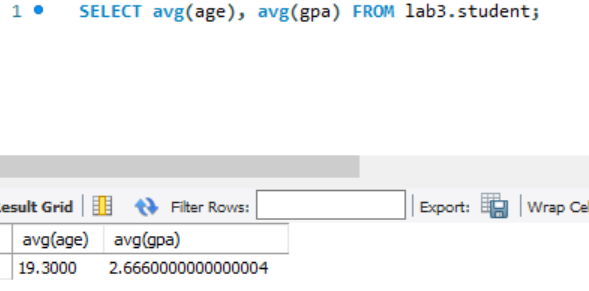 1 SELECT avg(age), avg(gpa) FROM lab3.student;
Result Grid Filter Rows: Export: Wrap Ce
avg(age) avg(gpa)
19.3000 2.6660000000000004